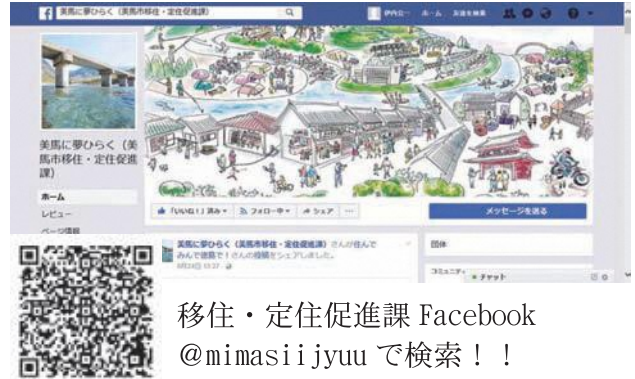 美馬に夢ひらく（美馬市移住・定住促進課）
ホーム 友達を検索
美馬に夢ひらく（美
馬市移住・定住促進
課）
ホーム
レビュー
ページ情報
「いいね！」済み
フォロー中
シェア
メッセージを送る
美馬に夢ひらく（美馬市移住・定住促進課）さんが住んで
みんで徳島で！さんの投稿をシェアしました。
団体
コミュニティ
チャット
移住・定住促進課 Facebook
@mimasiijyuu で検索！！